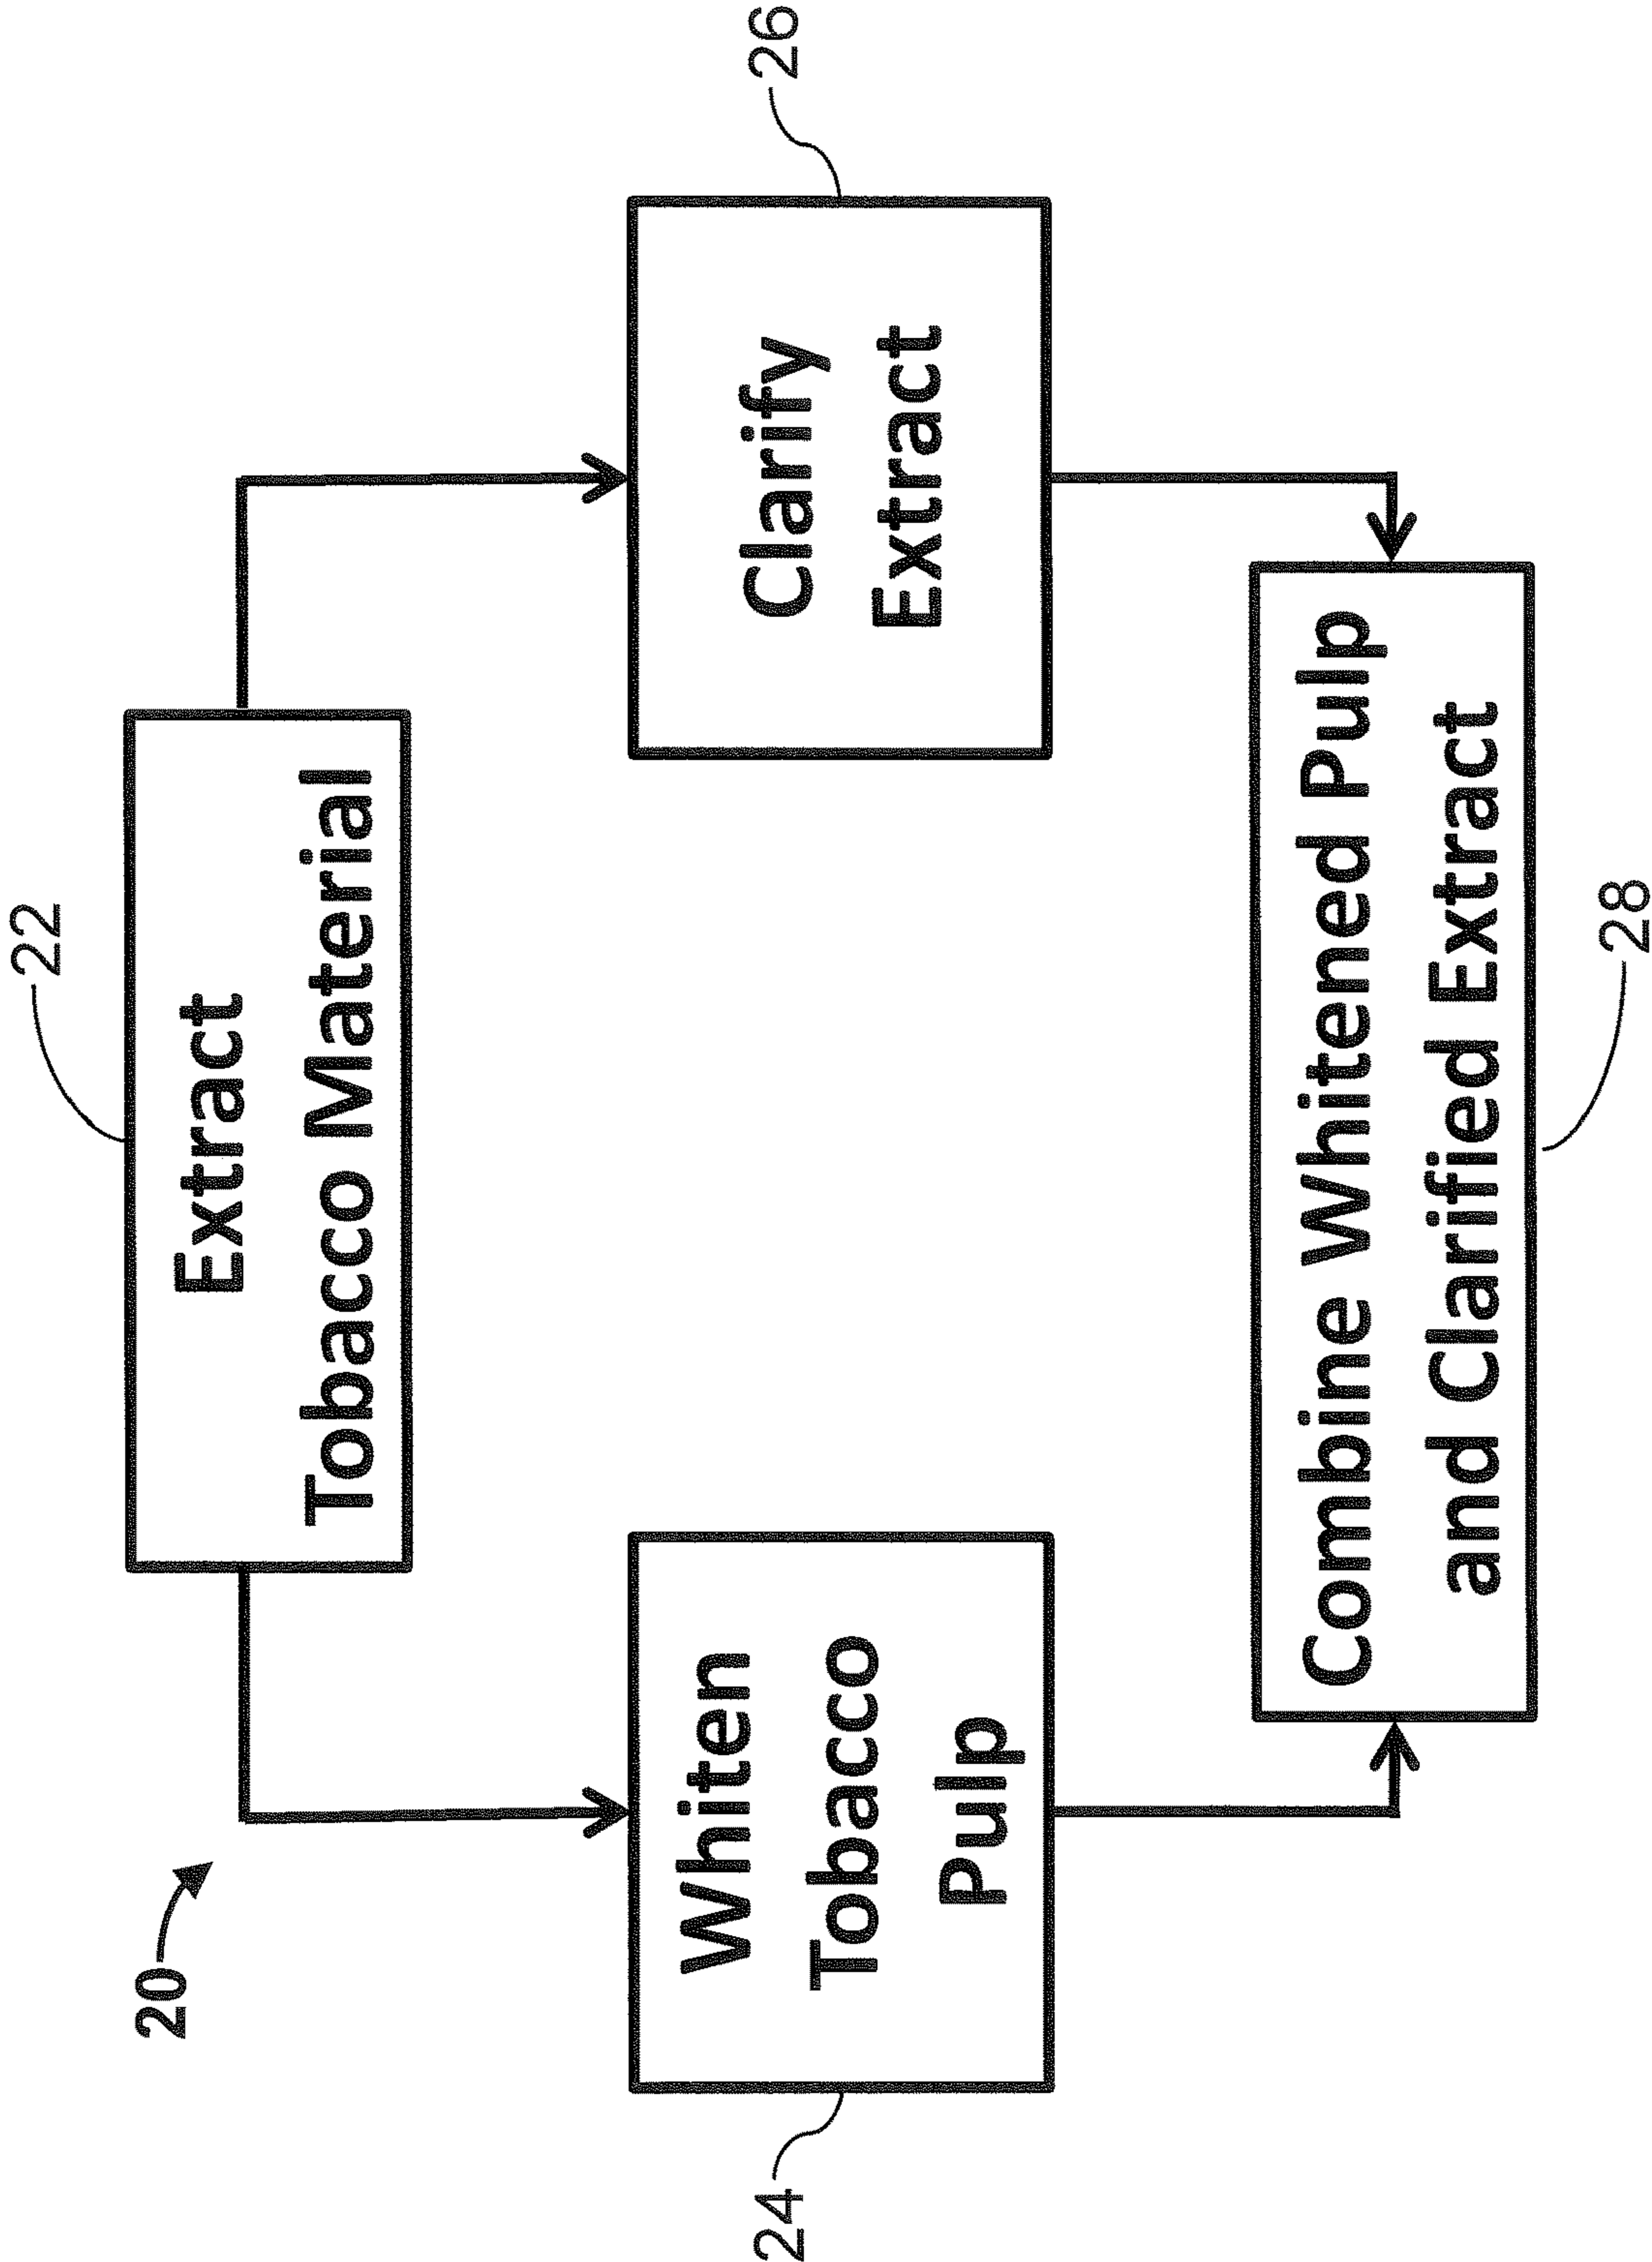 20
22
Extract
Tobacco Material
24
Whiten
Tobacco
Pulp
26
Clarify
Extract
Combine Whitened Pulp
and Clarified Extract
28